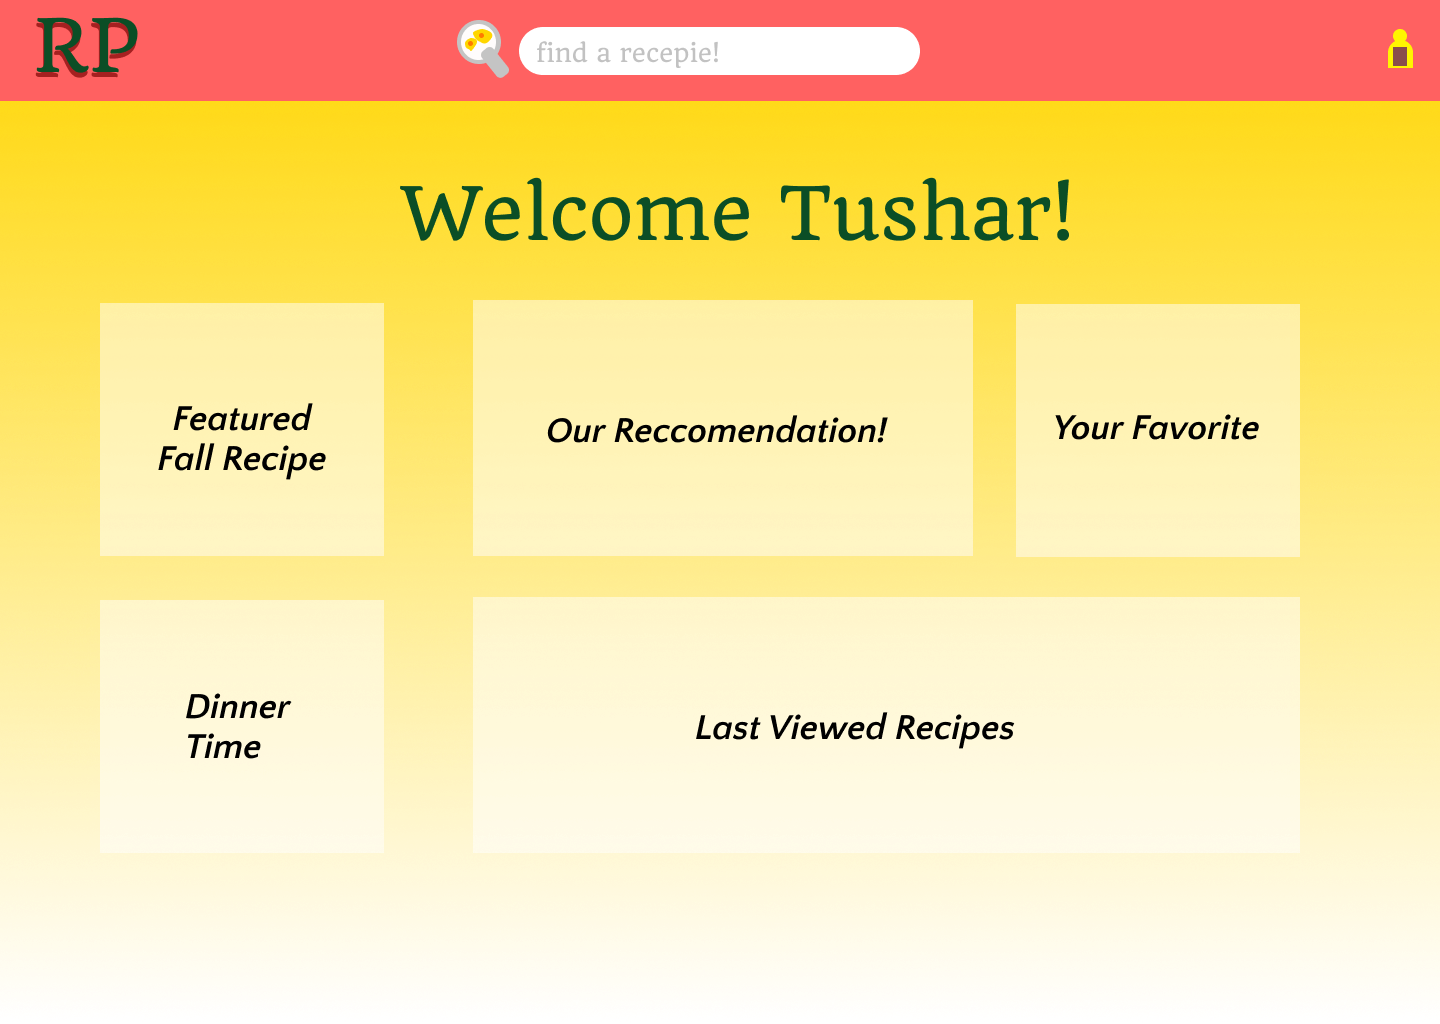 RP
find a recepie!
Welcome Tushar!
Featured
Fall Recipe
Our Reccomendation!
Your Favorite
Dinner
Time
Last Viewed Recipes